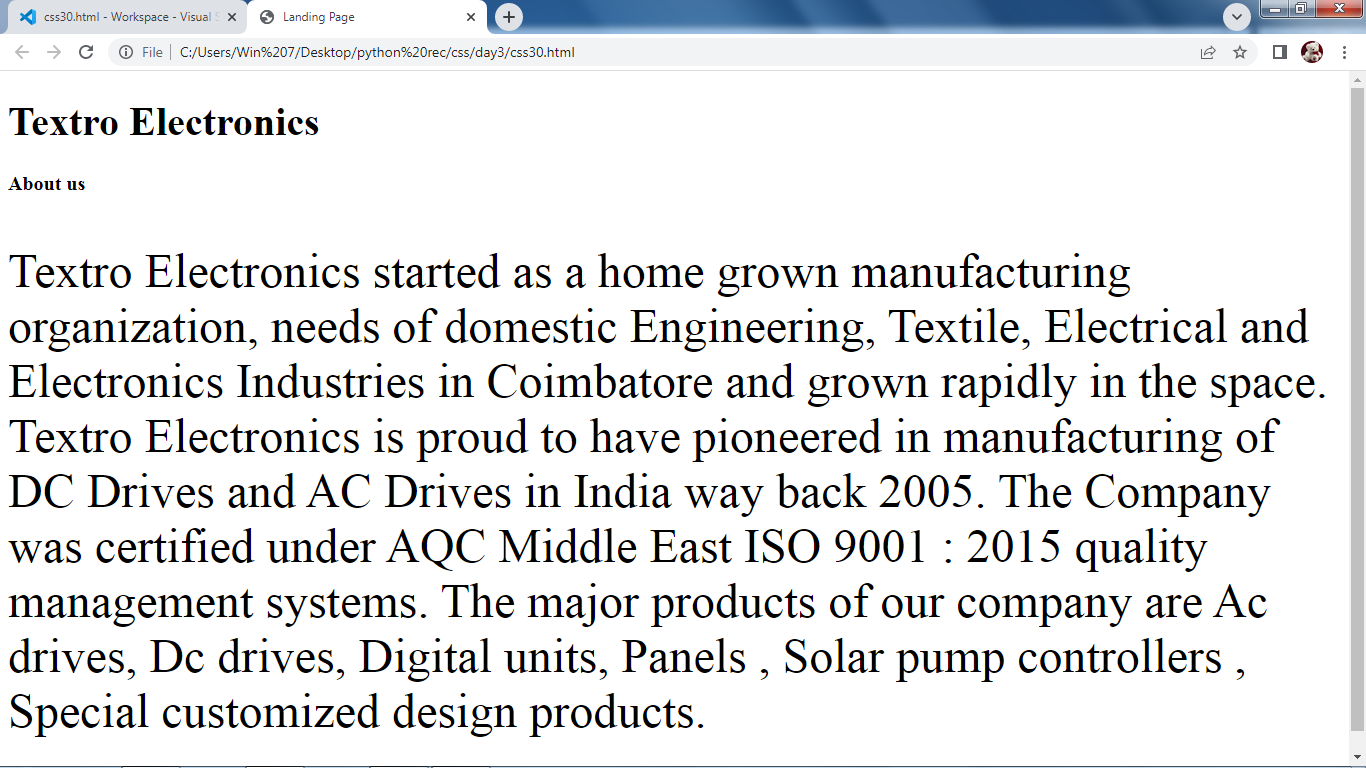 css30.html - Workspace - Visual S
Landing Page
File
C:/Users/Win%207/Desktop/python%20rec/css/day3/css30.html
Textro Electronics
About us
Textro Electronics started as a home grown manufacturing
organization, needs of domestic Engineering, Textile, Electrical and
Electronics Industries in Coimbatore and grown rapidly in the space.
Textro Electronics is proud to have pioneered in manufacturing of
DC Drives and AC Drives in India way back 2005. The Company
was certified under AQC Middle East ISO 9001 : 2015 quality
management systems. The major products of our company are Ac
drives, Dc drives, Digital units, Panels , Solar pump controllers ,
Special customized design products.